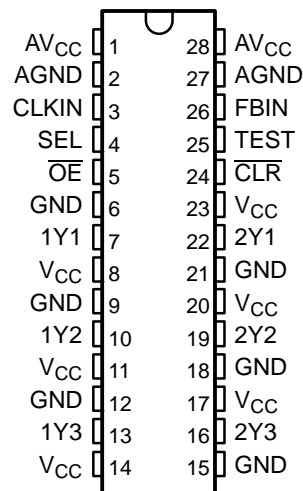 AVCC 1 28 AVCC
AGND 2 27 AGND
CLKIN 3 26 FBIN
SEL 4 25 TEST
O̅E̅ 5 24 C̅L̅R̅
GND 6 23 VCC
1Y1 7 22 2Y1
VCC 8 21 GND
GND 9 20 VCC
1Y2 10 19 2Y2
VCC 11 18 GND
GND 12 17 VCC
1Y3 13 16 2Y3
VCC 14 15 GND